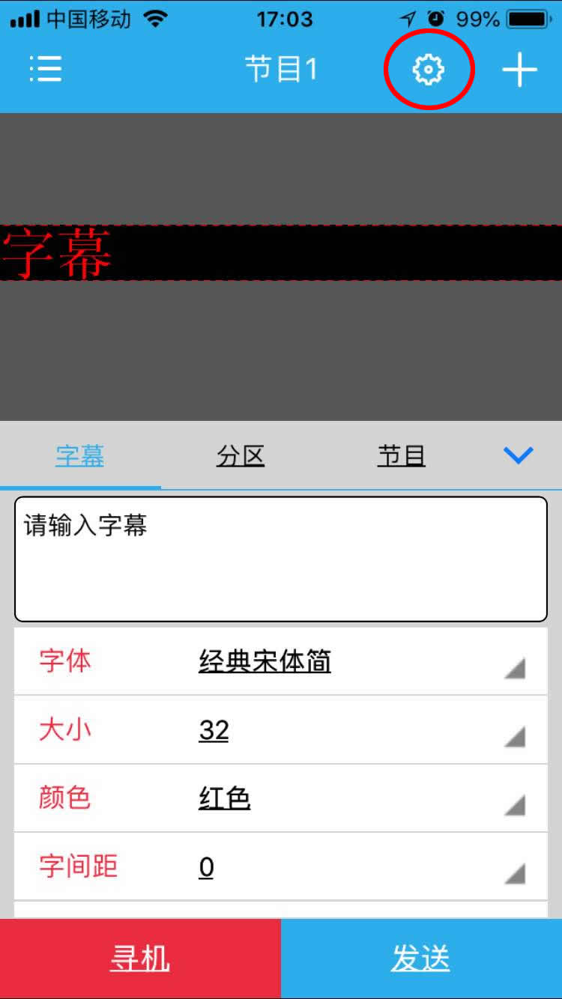 中国移动 17:03 99%
节目1
字幕
字幕 分区 节目
请输入字幕
字体 经典宋体简
大小 32
颜色 红色
字间距 0
寻机 发送